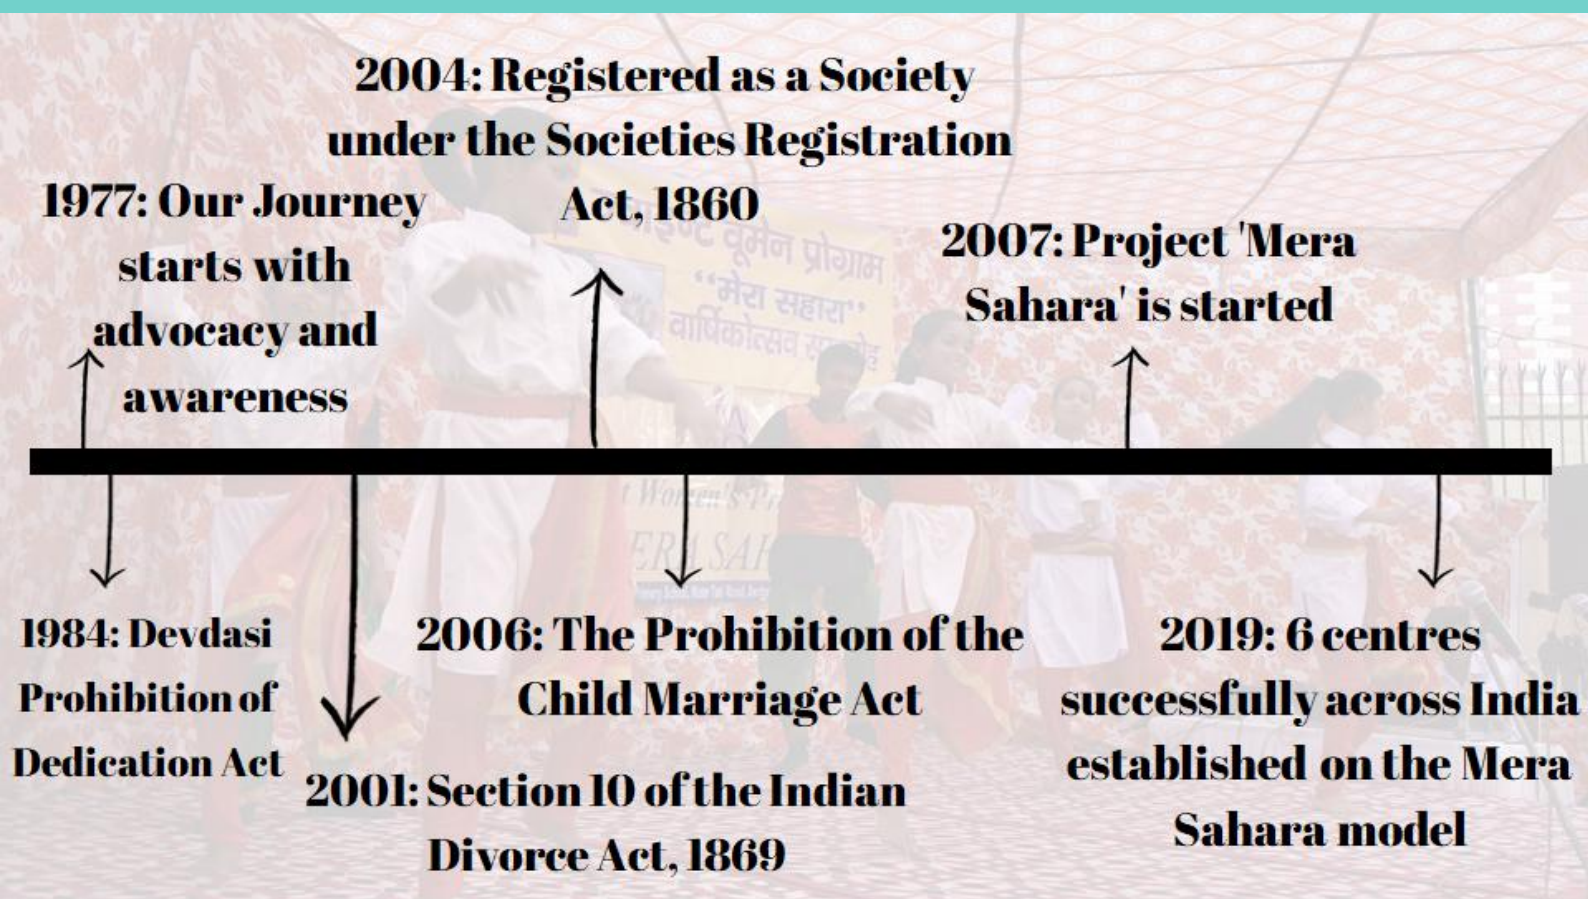 2004: Registered as a Society
under the Societies Registration
Act, 1860
1977: Our Journey
starts with
advocacy and
awareness
2007: Project 'Mera
Sahara' is started
वूमेन प्रोग्राम
“मेरा सहारा”
वार्षिकोत्सव
1984: Devdasi
Prohibition of
Dedication Act
2001: Section 10 of the Indian
Divorce Act, 1869
2006: The Prohibition of the
Child Marriage Act
2019: 6 centres
successfully across India
established on the Mera
Sahara model